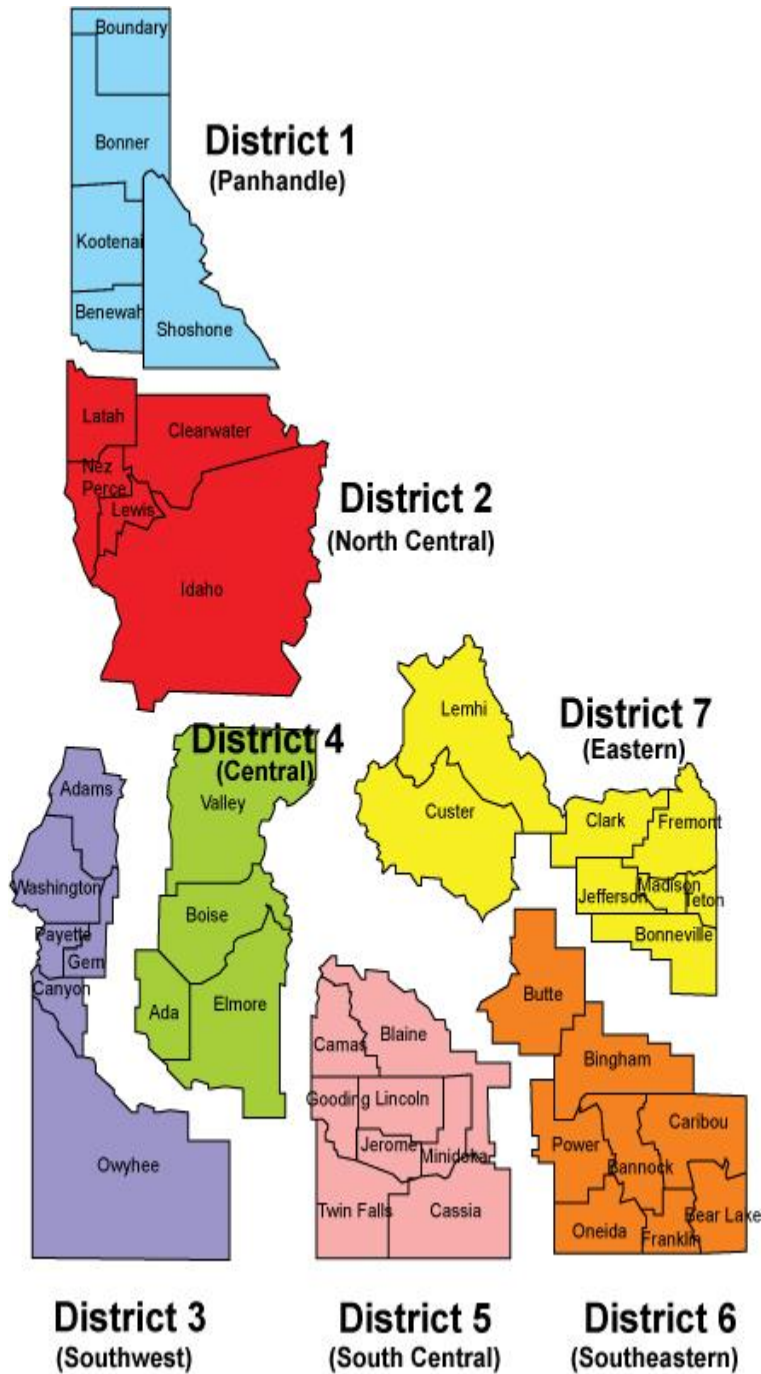 Boundary
Bonner
District 1
(Panhandle)
Kootenai
Benewah
Shoshone
Latah
Clearwater
Nez
Perce
Lewis
District 2
(North Central)
Idaho
Lemhi
District 7
(Eastern)
District 4
(Central)
Adams
Valley
Custer
Clark
Fremont
Washington
Madison
Jefferson
Teton
Boise
Payette
Bonneville
Gem
Canyon
Butte
Ada
Elmore
Blaine
Camas
Bingham
Gooding
Lincoln
Caribou
Power
Jerome
Minidoka
Bannock
Owyhee
Twin Falls
Cassia
Bear Lake
Oneida
Franklin
District 3
(Southwest)
District 5
(South Central)
District 6
(Southeastern)